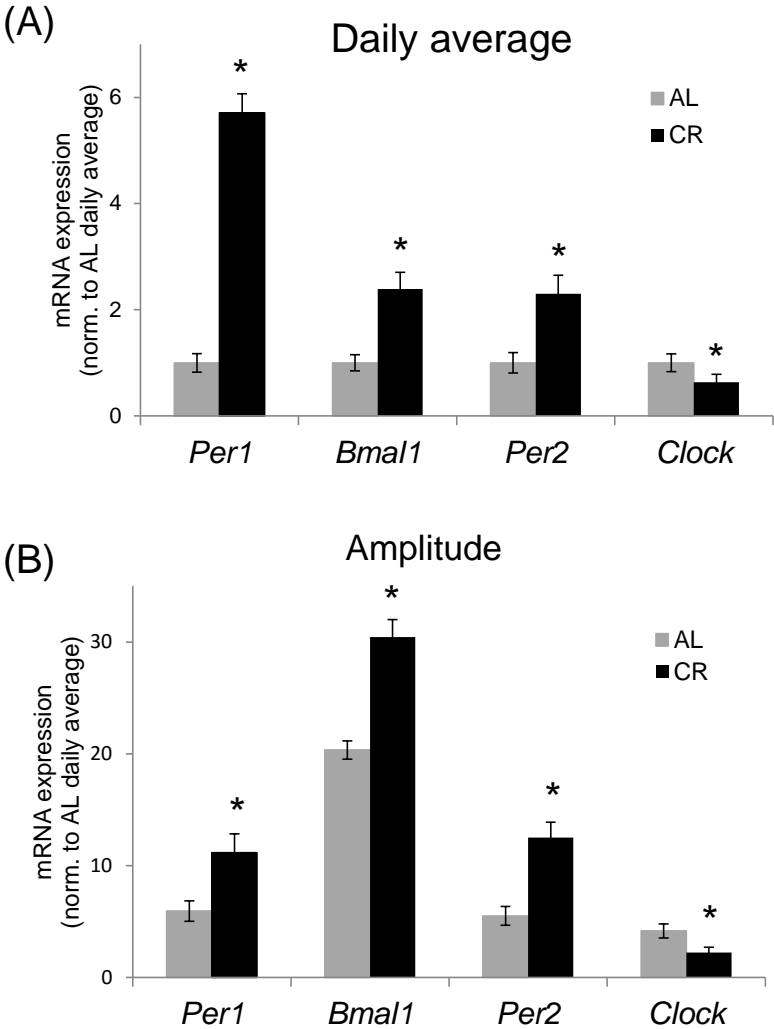 (A)
Daily average
mRNA expression
(norm. to AL daily average)
6
4
2
0
*
*
*
*
AL
CR
Per1 Bmal1 Per2 Clock
(B)
Amplitude
mRNA expression
(norm. to AL daily average)
30
20
10
0
*
*
*
*
AL
CR
Per1 Bmal1 Per2 Clock